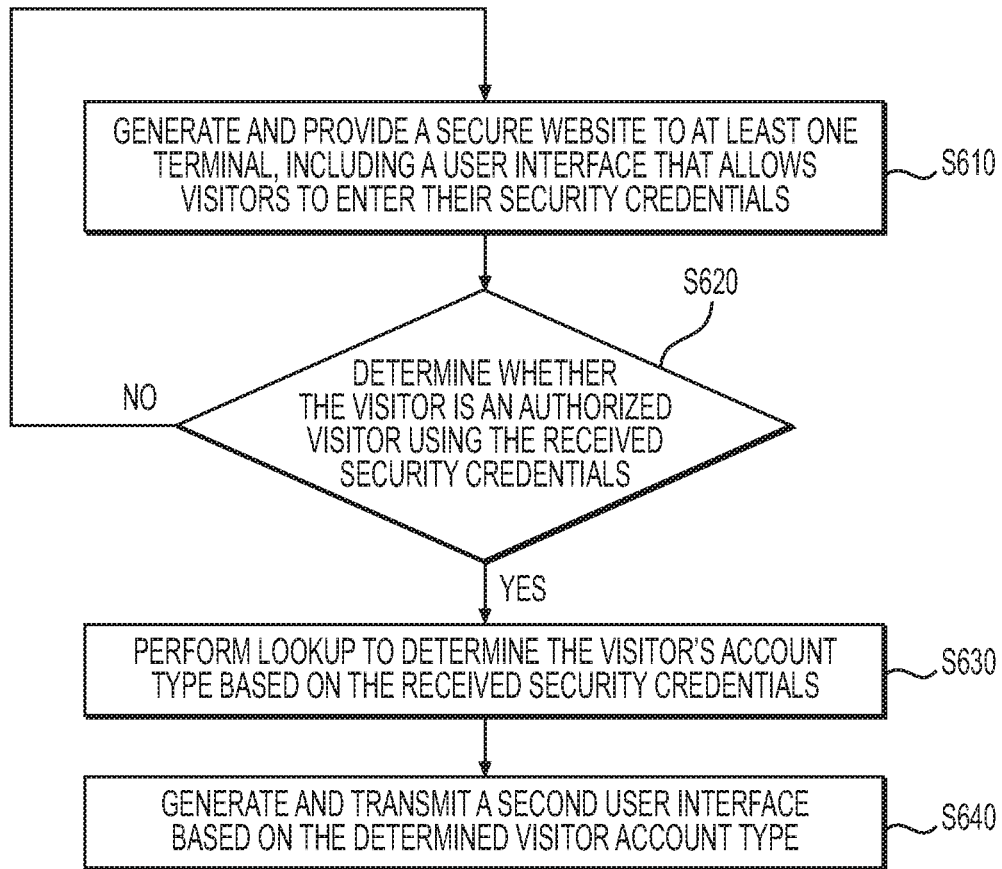 GENERATE AND PROVIDE A SECURE WEBSITE TO AT LEAST ONE
TERMINAL, INCLUDING A USER INTERFACE THAT ALLOWS
VISITORS TO ENTER THEIR SECURITY CREDENTIALS
S610
S620
DETERMINE WHETHER
THE VISITOR IS AN AUTHORIZED
VISITOR USING THE RECEIVED
SECURITY CREDENTIALS
NO
YES
PERFORM LOOKUP TO DETERMINE THE VISITOR'S ACCOUNT
TYPE BASED ON THE RECEIVED SECURITY CREDENTIALS
S630
GENERATE AND TRANSMIT A SECOND USER INTERFACE
BASED ON THE DETERMINED VISITOR ACCOUNT TYPE
S640